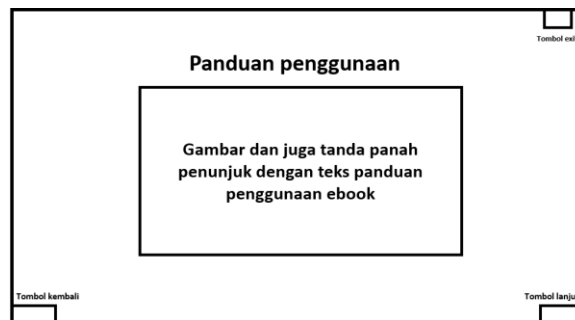 Tombol exi
Panduan penggunaan
Gambar dan juga tanda panah
penunjuk dengan teks panduan
penggunaan ebook
Tombol kembali
Tombol lanju